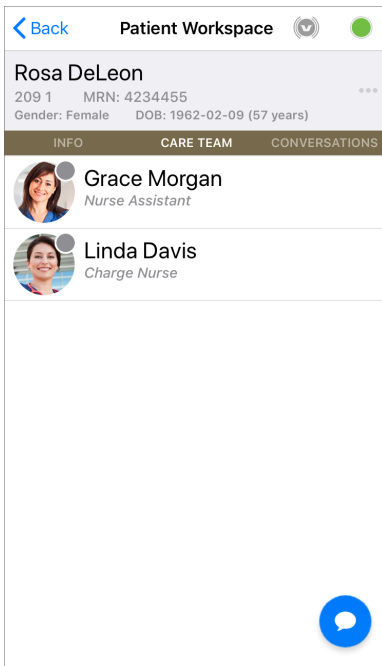 Back Patient Workspace
Rosa DeLeon
209 1 MRN: 4234455
Gender: Female DOB: 1962-02-09 (57 years)
INFO CARE TEAM CONVERSATIONS
Grace Morgan
Nurse Assistant
Linda Davis
Charge Nurse